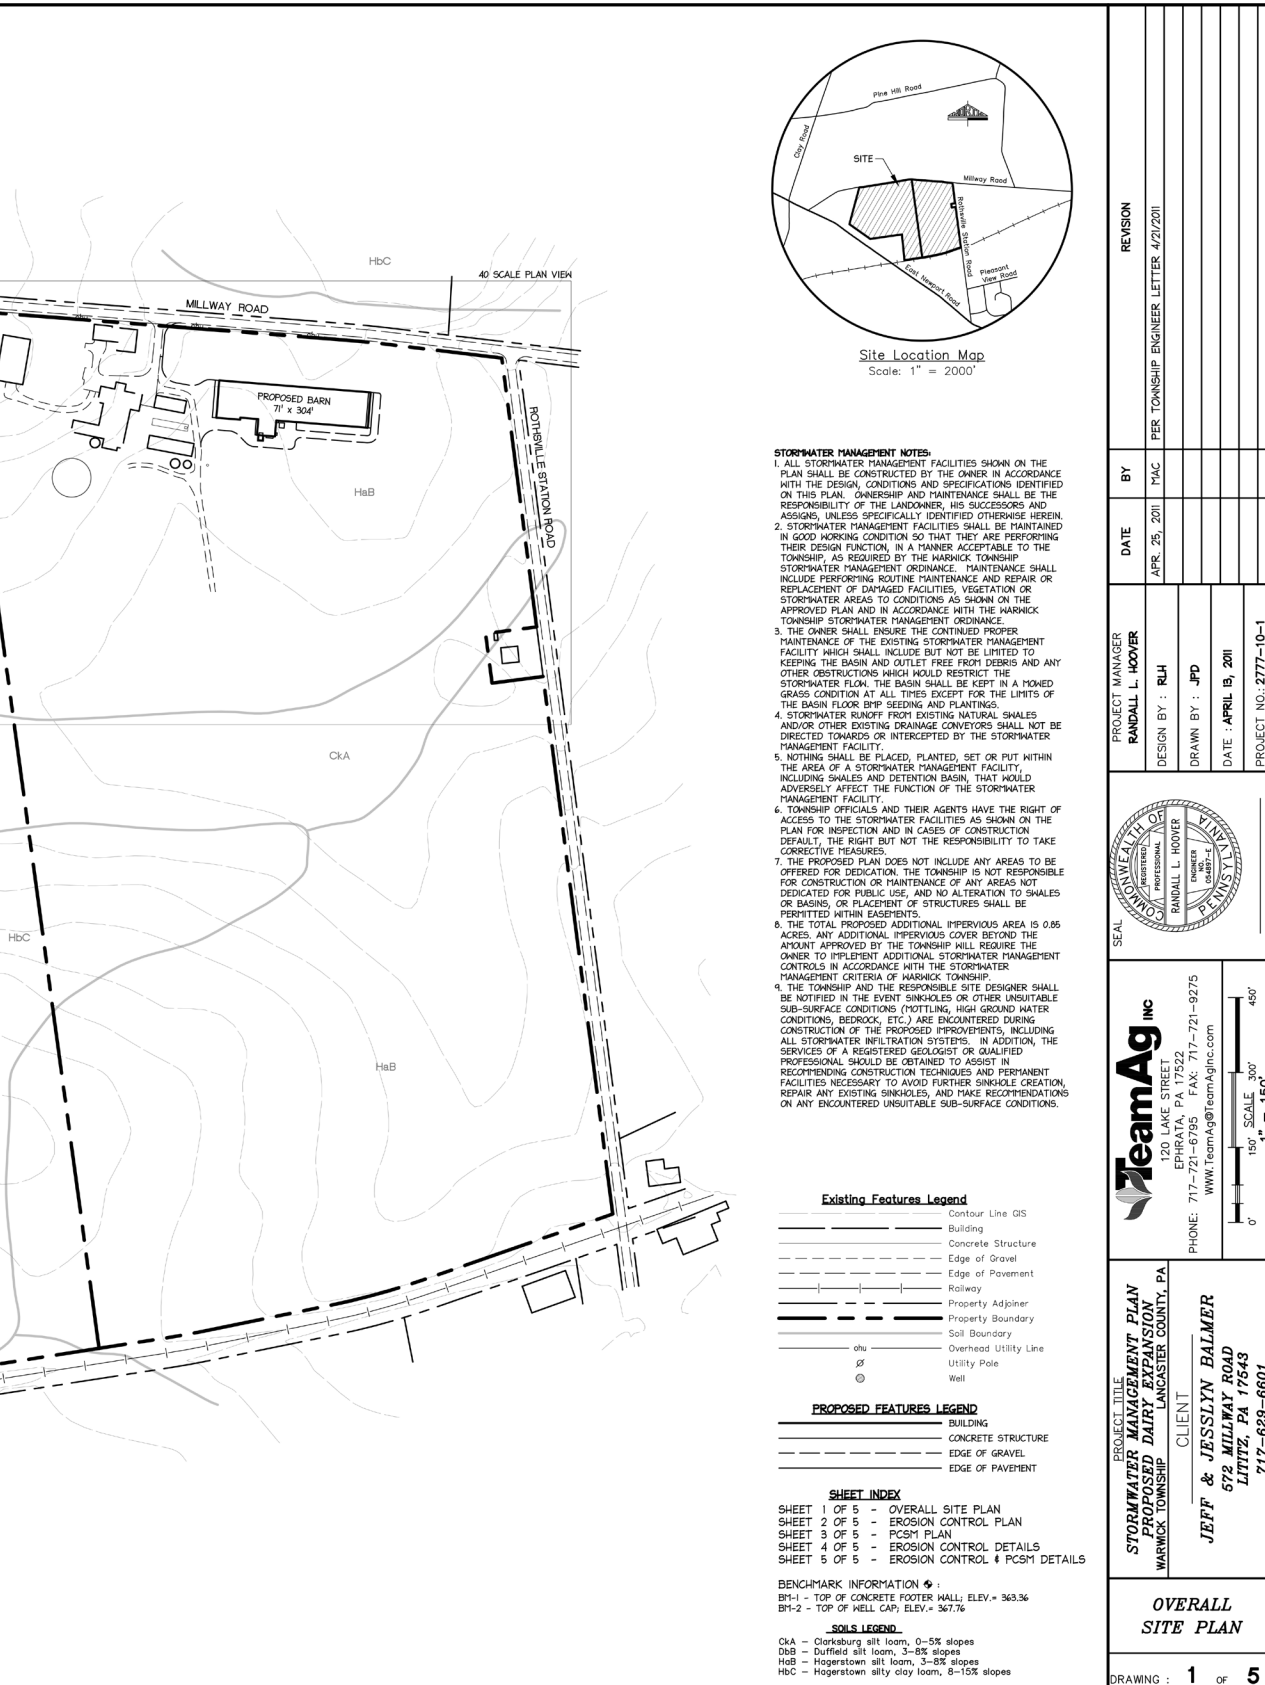 HbC
40 SCALE PLAN VIEW
MILLWAY ROAD
ohu
ohu
ohu
PROPOSED BARN
71' x 304'
ROTHSVILLE STATION ROAD
HaB
CkA
HbC
HaB
Pine Hill Road
Clay Road
SITE
Millway Road
Rothsville Station Road
Pleasant
View Road
East Newport Road
Site Location Map
Scale: 1" = 2000'
STORMWATER MANAGEMENT NOTES:
1. ALL STORMWATER MANAGEMENT FACILITIES SHOWN ON THE
PLAN SHALL BE CONSTRUCTED BY THE OWNER IN ACCORDANCE
WITH THE DESIGN, CONDITIONS AND SPECIFICATIONS IDENTIFIED
ON THIS PLAN. OWNERSHIP AND MAINTENANCE SHALL BE THE
RESPONSIBILITY OF THE LANDOWNER, HIS SUCCESSORS AND
ASSIGNS, UNLESS SPECIFICALLY IDENTIFIED OTHERWISE HEREIN.
2. STORMWATER MANAGEMENT FACILITIES SHALL BE MAINTAINED
IN GOOD WORKING CONDITION SO THAT THEY ARE PERFORMING
THEIR DESIGN FUNCTION, IN A MANNER ACCEPTABLE TO THE
TOWNSHIP, AS REQUIRED BY THE WARWICK TOWNSHIP
STORMWATER MANAGEMENT ORDINANCE. MAINTENANCE SHALL
INCLUDE PERFORMING ROUTINE MAINTENANCE AND REPAIR OR
REPLACEMENT OF DAMAGED FACILITIES, VEGETATION OR
STORMWATER AREAS TO CONDITIONS AS SHOWN ON THE
APPROVED PLAN AND IN ACCORDANCE WITH THE WARWICK
TOWNSHIP STORMWATER MANAGEMENT ORDINANCE.
3. THE OWNER SHALL ENSURE THE CONTINUED PROPER
MAINTENANCE OF THE EXISTING STORMWATER MANAGEMENT
FACILITY WHICH SHALL INCLUDE BUT NOT BE LIMITED TO
KEEPING THE BASIN AND OUTLET FREE FROM DEBRIS AND ANY
OTHER OBSTRUCTIONS WHICH WOULD RESTRICT THE
STORMWATER FLOW. THE BASIN SHALL BE KEPT IN A MOWED
GRASS CONDITION AT ALL TIMES EXCEPT FOR THE LIMITS OF
THE BASIN FLOOR BMP SEEDING AND PLANTINGS.
4. STORMWATER RUNOFF FROM EXISTING NATURAL SWALES
AND/OR OTHER EXISTING DRAINAGE CONVEYORS SHALL NOT BE
DIRECTED TOWARDS OR INTERCEPTED BY THE STORMWATER
MANAGEMENT FACILITY.
5. NOTHING SHALL BE PLACED, PLANTED, SET OR PUT WITHIN
THE AREA OF A STORMWATER MANAGEMENT FACILITY,
INCLUDING SWALES AND DETENTION BASIN, THAT WOULD
ADVERSELY AFFECT THE FUNCTION OF THE STORMWATER
MANAGEMENT FACILITY.
6. TOWNSHIP OFFICIALS AND THEIR AGENTS HAVE THE RIGHT OF
ACCESS TO THE STORMWATER FACILITIES AS SHOWN ON THE
PLAN FOR INSPECTION AND IN CASES OF CONSTRUCTION
DEFAULT, THE RIGHT BUT NOT THE RESPONSIBILITY TO TAKE
CORRECTIVE MEASURES.
7. THE PROPOSED PLAN DOES NOT INCLUDE ANY AREAS TO BE
OFFERED FOR DEDICATION. THE TOWNSHIP IS NOT RESPONSIBLE
FOR CONSTRUCTION OR MAINTENANCE OF ANY AREAS NOT
DEDICATED FOR PUBLIC USE, AND NO ALTERATION TO SWALES
OR BASINS, OR PLACEMENT OF STRUCTURES SHALL BE
PERMITTED WITHIN EASEMENTS.
8. THE TOTAL PROPOSED ADDITIONAL IMPERVIOUS AREA IS 0.85
ACRES. ANY ADDITIONAL IMPERVIOUS COVER BEYOND THE
AMOUNT APPROVED BY THE TOWNSHIP WILL REQUIRE THE
OWNER TO IMPLEMENT ADDITIONAL STORMWATER MANAGEMENT
CONTROLS IN ACCORDANCE WITH THE STORMWATER
MANAGEMENT CRITERIA OF WARWICK TOWNSHIP.
9. THE TOWNSHIP AND THE RESPONSIBLE SITE DESIGNER SHALL
BE NOTIFIED IN THE EVENT SINKHOLES OR OTHER UNSUITABLE
SUB-SURFACE CONDITIONS (MOTTLING, HIGH GROUND WATER
CONDITIONS, BEDROCK, ETC.) ARE ENCOUNTERED DURING
CONSTRUCTION OF THE PROPOSED IMPROVEMENTS, INCLUDING
ALL STORMWATER INFILTRATION SYSTEMS. IN ADDITION, THE
SERVICES OF A REGISTERED GEOLOGIST OR QUALIFIED
PROFESSIONAL SHOULD BE OBTAINED TO ASSIST IN
RECOMMENDING CONSTRUCTION TECHNIQUES AND PERMANENT
FACILITIES NECESSARY TO AVOID FURTHER SINKHOLE CREATION,
REPAIR ANY EXISTING SINKHOLES, AND MAKE RECOMMENDATIONS
ON ANY ENCOUNTERED UNSUITABLE SUB-SURFACE CONDITIONS.
Existing Features Legend
Contour Line GIS
Building
Concrete Structure
Edge of Gravel
Edge of Pavement
Railway
Property Adjoiner
Property Boundary
Soil Boundary
ohu Overhead Utility Line
Utility Pole
Well
PROPOSED FEATURES LEGEND
BUILDING
CONCRETE STRUCTURE
EDGE OF GRAVEL
EDGE OF PAVEMENT
SHEET INDEX
SHEET 1 OF 5 - OVERALL SITE PLAN
SHEET 2 OF 5 - EROSION CONTROL PLAN
SHEET 3 OF 5 - PCSM PLAN
SHEET 4 OF 5 - EROSION CONTROL DETAILS
SHEET 5 OF 5 - EROSION CONTROL & PCSM DETAILS
BENCHMARK INFORMATION :
BM-1 - TOP OF CONCRETE FOOTER WALL; ELEV.= 363.36
BM-2 - TOP OF WELL CAP; ELEV.= 367.76
SOILS LEGEND
CkA - Clarksburg silt loam, 0-5% slopes
DbB - Duffield silt loam, 3-8% slopes
HaB - Hagerstown silt loam, 3-8% slopes
HbC - Hagerstown silty clay loam, 8-15% slopes
REVISION
PER TOWNSHIP ENGINEER LETTER 4/21/2011
BY
MAC
DATE
APR. 25, 2011
PROJECT MANAGER
RANDALL L. HOOVER
DESIGN BY : RLH
DRAWN BY : JPD
DATE : APRIL 13, 2011
PROJECT NO.: 27777-10-1
SEAL
COMMONWEALTH OF
PENNSYLVANIA
REGISTERED
PROFESSIONAL
RANDALL L. HOOVER
ENGINEER
NO.
054897-E
TeamAg INC
120 LAKE STREET
EPHRATA, PA 17522
PHONE: 717-721-6795 FAX: 717-721-9275
WWW.TeamAg@TeamAgInc.com
0' 150' 300' 450'
SCALE
1" = 150'
PROJECT TITLE
STORMWATER MANAGEMENT PLAN
PROPOSED DAIRY EXPANSION
WARWICK TOWNSHIP LANCASTER COUNTY, PA
CLIENT
JEFF & JESSLYN BALMER
572 MILLWAY ROAD
LITITZ, PA 17543
717-629-6601
OVERALL
SITE PLAN
DRAWING : 1 OF 5